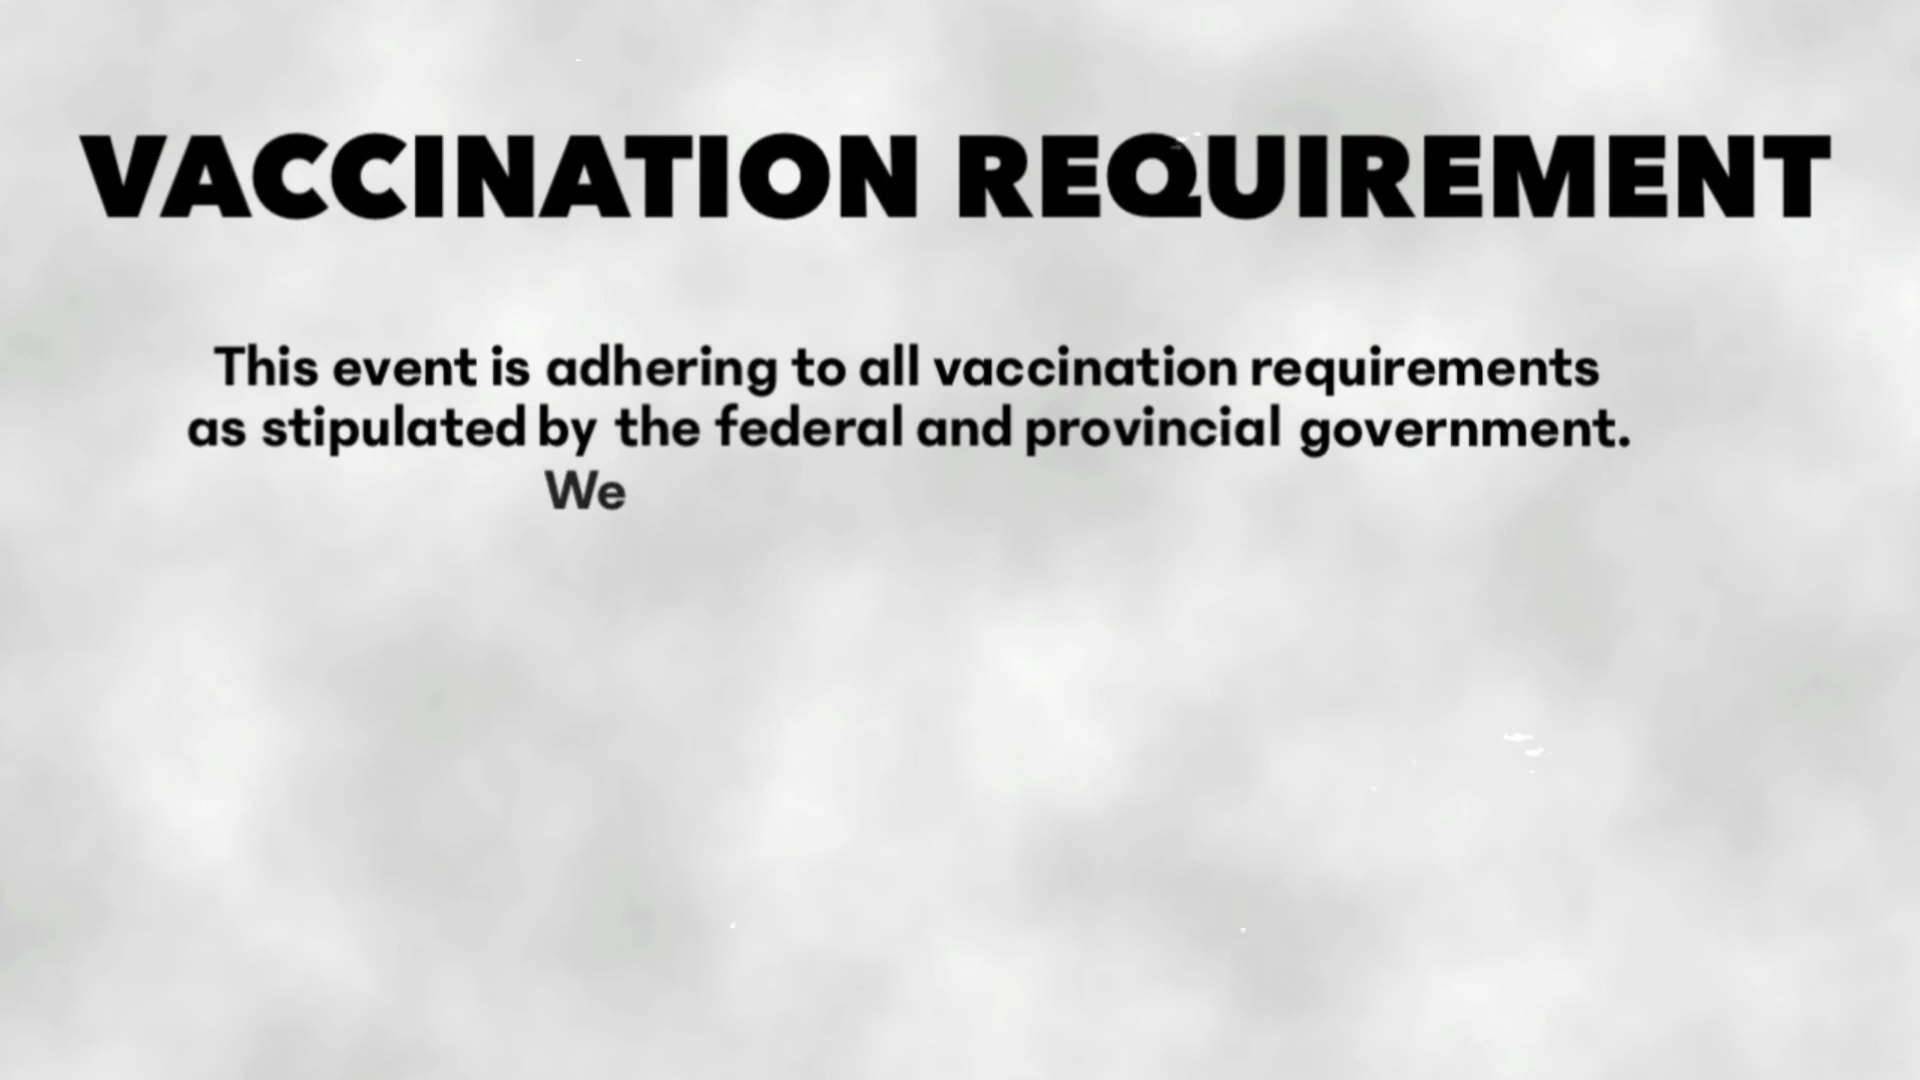 VACCINATION REQUIREMENT
This event is adhering to all vaccination requirements
as stipulated by the federal and provincial government.
We